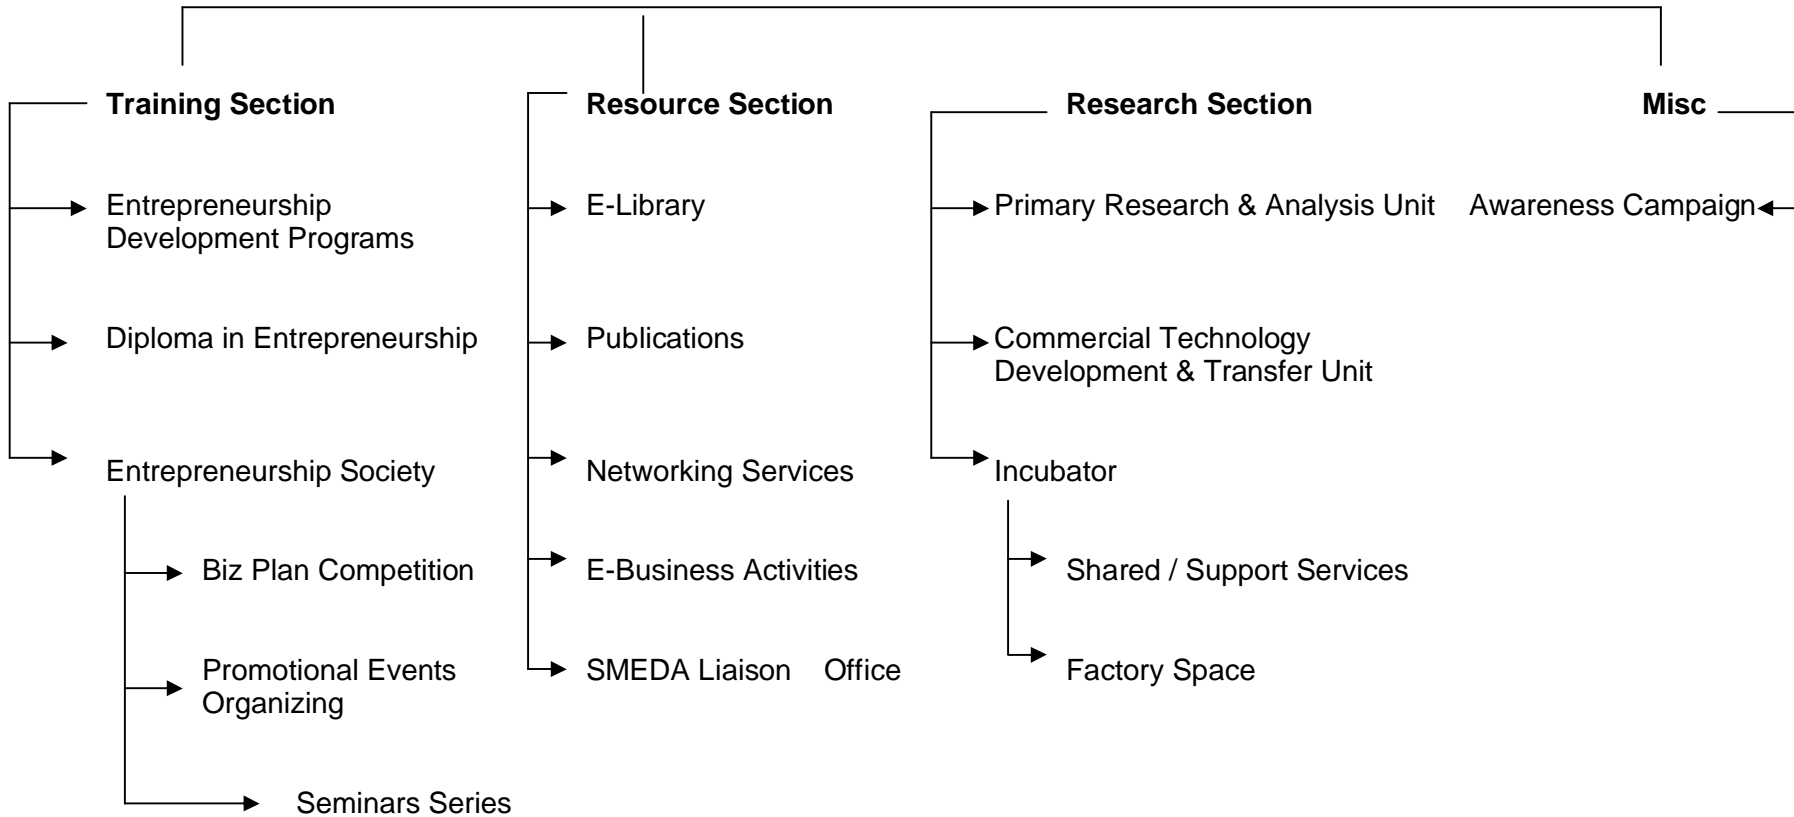 Training Section
Entrepreneurship
Development Programs
Diploma in Entrepreneurship
Entrepreneurship Society
Biz Plan Competition
Promotional Events
Organizing
Seminars Series
Resource Section
E-Library
Publications
Networking Services
E-Business Activities
SMEDA Liaison Office
Research Section
Primary Research & Analysis Unit
Commercial Technology
Development & Transfer Unit
Incubator
Shared / Support Services
Factory Space
Misc
Awareness Campaign